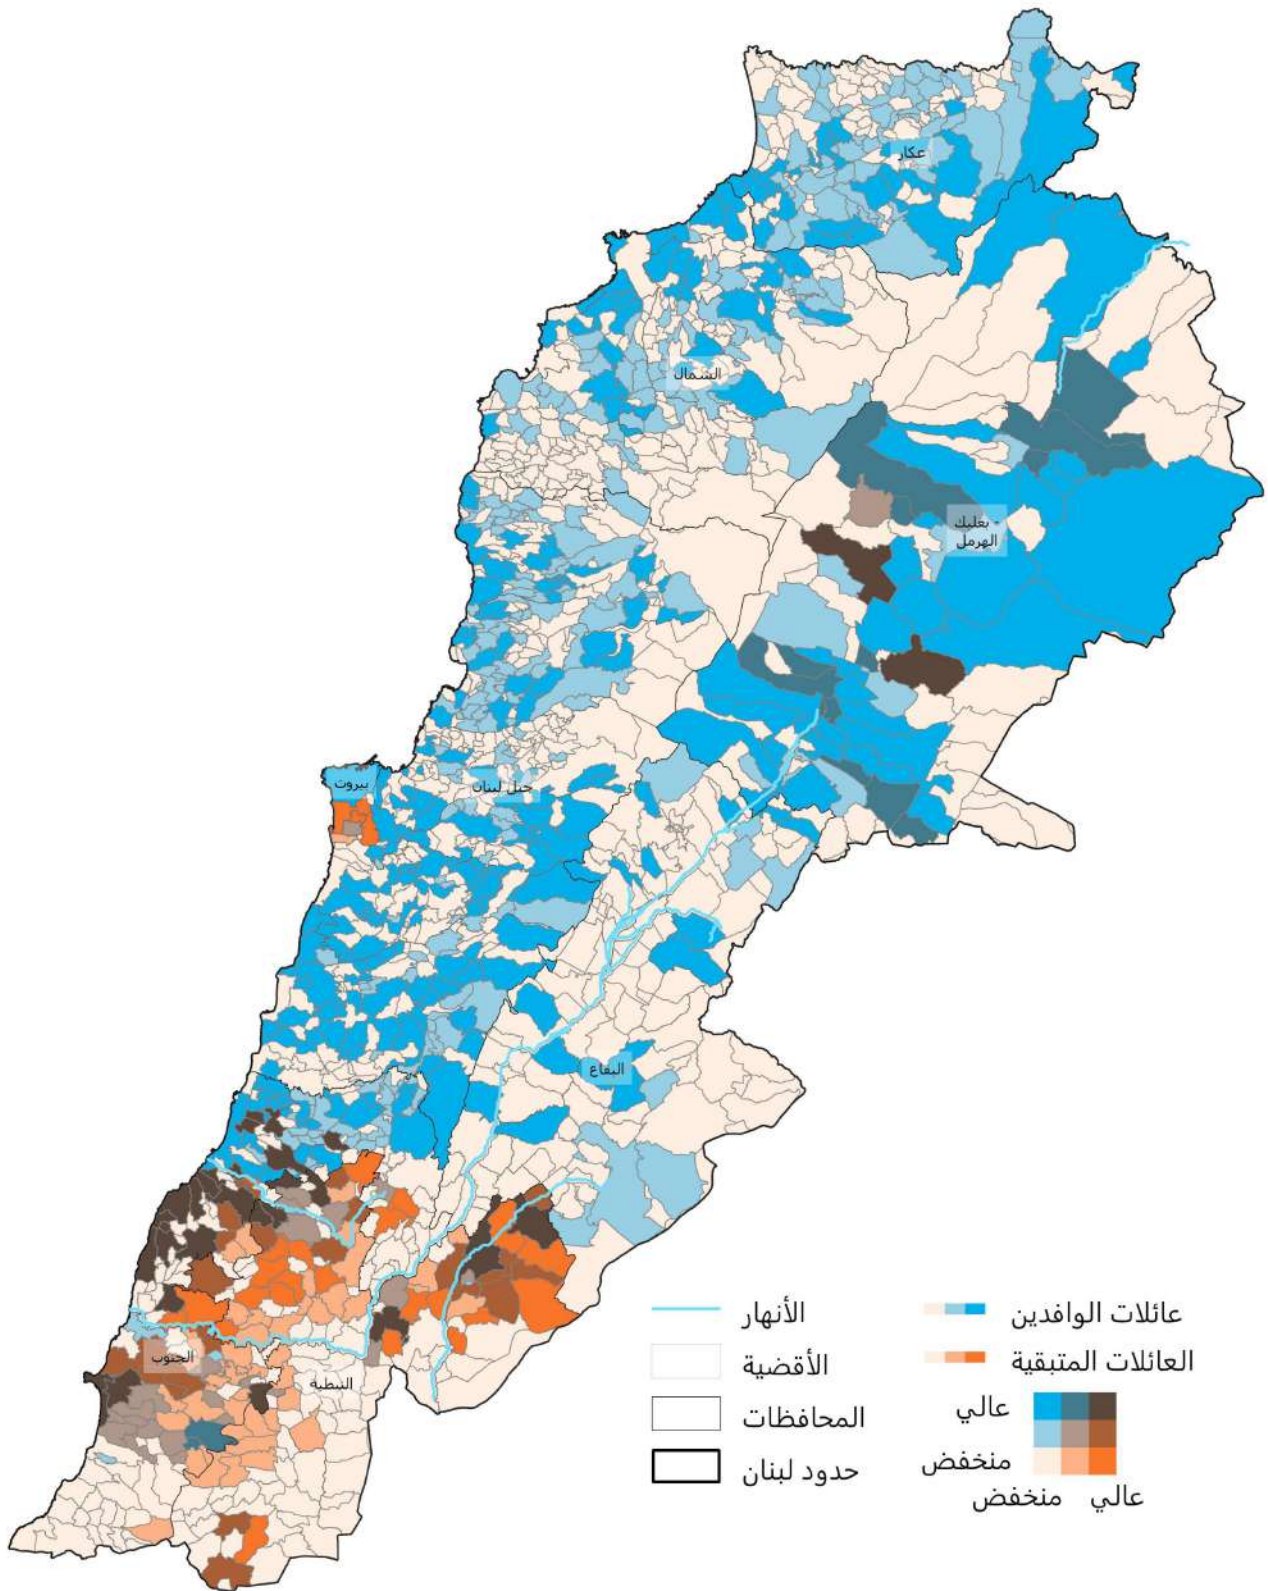 عكار
الشمال
بعلبك -
الهرمل
بيروت
جبل لبنان
البقاع
الجنوب
النبطية
الأنهار
الأقضية
المحافظات
حدود لبنان
عائلات الوافدين
العائلات المتبقية
عالي
منخفض
منخفض
عالي